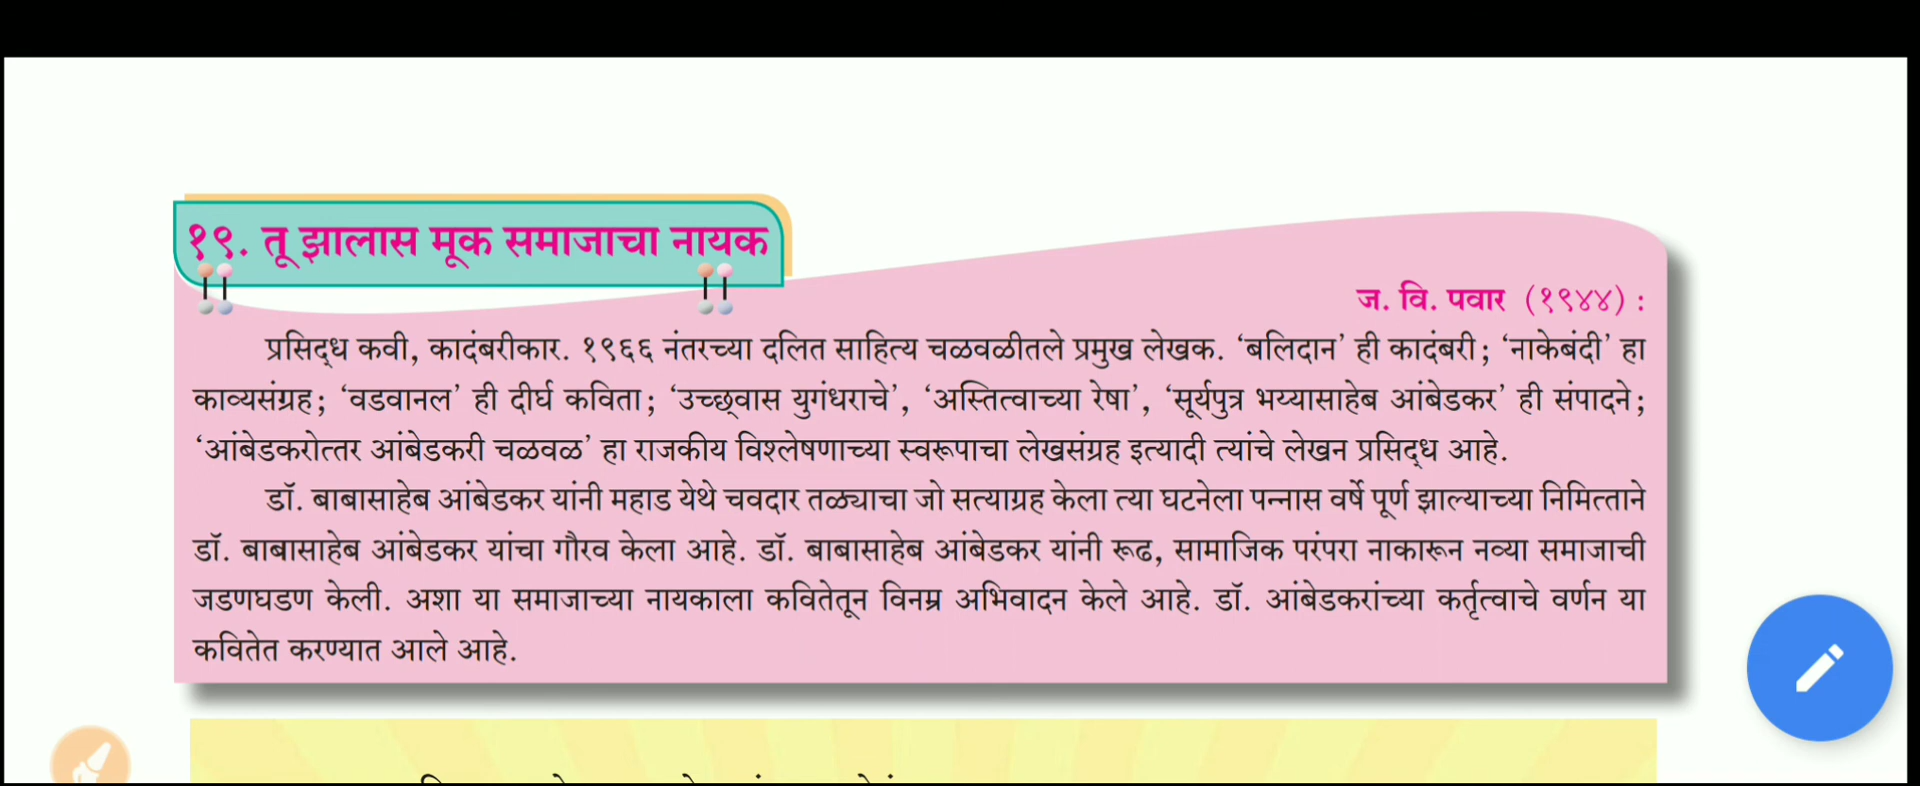 १९. तू झालास मूक समाजाचा नायक
ज. वि. पवार (१९४४) :
प्रसिद्ध कवी, कादंबरीकार. १९६६ नंतरच्या दलित साहित्य चळवळीतले प्रमुख लेखक. ‘बलिदान’ ही कादंबरी; ‘नाकेबंदी’ हा
काव्यसंग्रह; ‘वडवानल’ ही दीर्घ कविता; ‘उच्छ्वास युगंधराचे’, ‘अस्तित्वाच्या रेषा’, ‘सूर्यपुत्र भय्यासाहेब आंबेडकर’ ही संपादने;
‘आंबेडकरोत्तर आंबेडकरी चळवळ’ हा राजकीय विश्लेषणाच्या स्वरूपाचा लेखसंग्रह इत्यादी त्यांचे लेखन प्रसिद्ध आहे.
डॉ. बाबासाहेब आंबेडकर यांनी महाड येथे चवदार तळ्याचा जो सत्याग्रह केला त्या घटनेला पन्नास वर्षे पूर्ण झाल्याच्या निमित्ताने
डॉ. बाबासाहेब आंबेडकर यांचा गौरव केला आहे. डॉ. बाबासाहेब आंबेडकर यांनी रूढ, सामाजिक परंपरा नाकारून नव्या समाजाची
जडणघडण केली. अशा या समाजाच्या नायकाला कवितेतून विनम्र अभिवादन केले आहे. डॉ. आंबेडकरांच्या कर्तृत्वाचे वर्णन या
कवितेत करण्यात आले आहे.